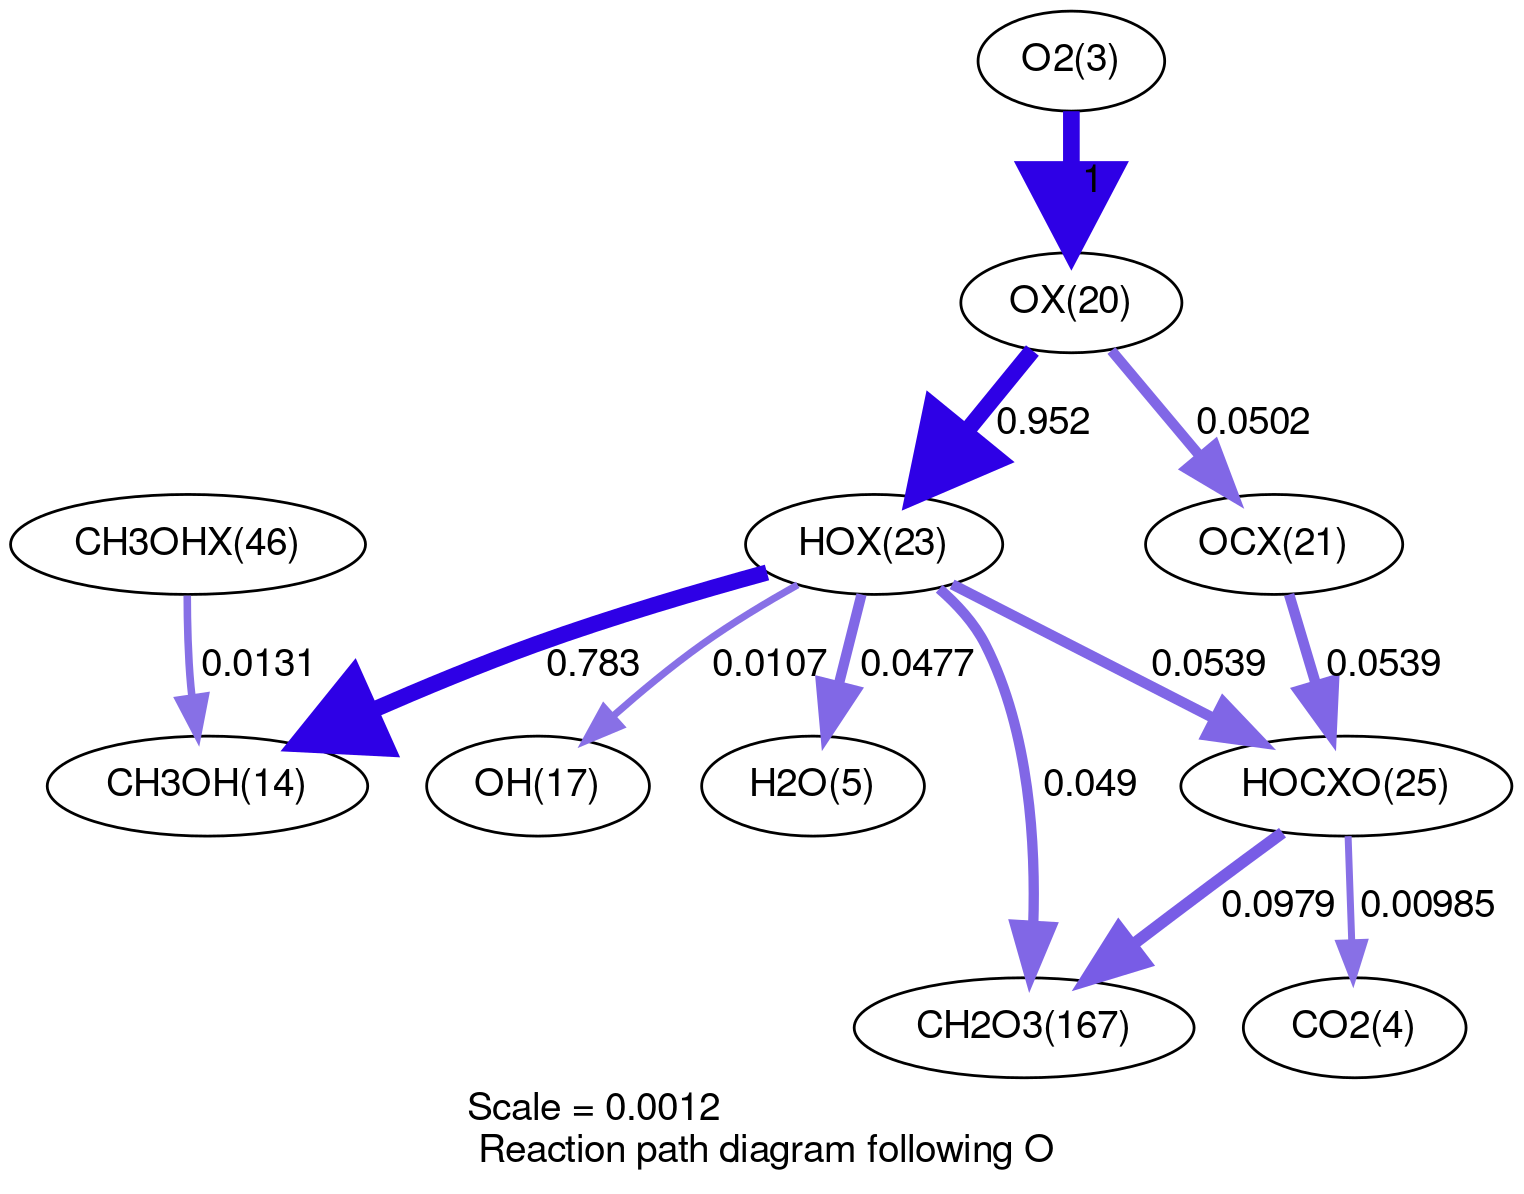 O2(3)
1
OX(20)
0.952
0.0502
CH3OHX(46)
HOX(23)
OCX(21)
0.0131
0.783
0.0107
0.0477
0.0539
0.0539
CH3OH(14)
OH(17)
H2O(5)
0.049
HOCXO(25)
0.0979
0.00985
CH2O3(167)
CO2(4)
Scale = 0.0012
Reaction path diagram following O